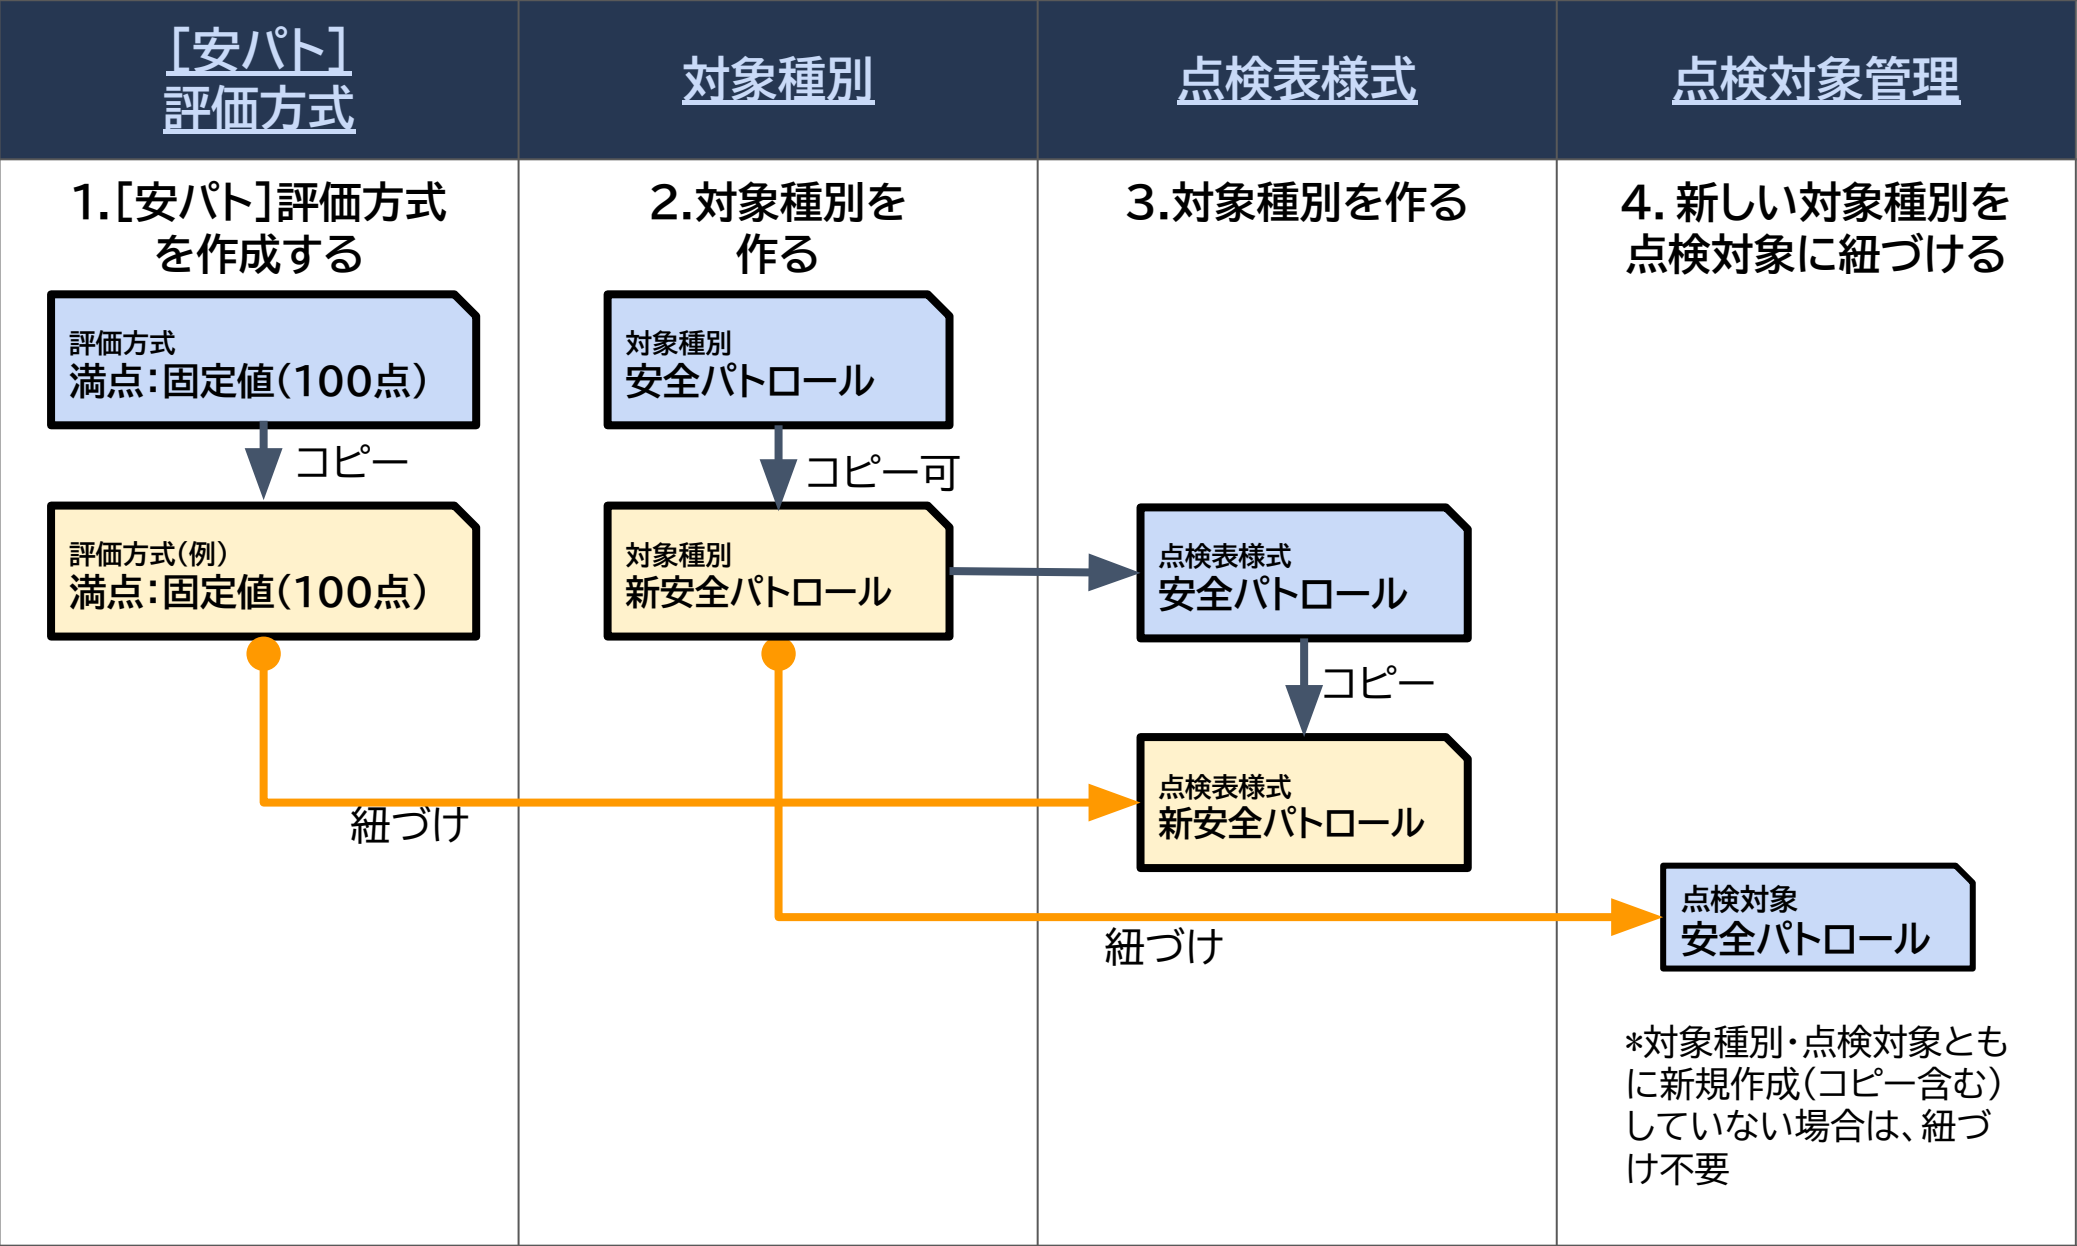 [安パト]
評価方式
対象種別
点検表様式
点検対象管理
1.[安パト]評価方式
を作成する
2.対象種別を
作る
3.対象種別を作る
4. 新しい対象種別を
点検対象に紐づける
評価方式
満点：固定値(100点)
対象種別
安全パトロール
コピー
コピー可
評価方式(例)
満点：固定値(100点)
対象種別
新安全パトロール
点検表様式
安全パトロール
コピー
点検表様式
新安全パトロール
紐づけ
点検対象
安全パトロール
紐づけ
*対象種別・点検対象とも
に新規作成(コピー含む)
していない場合は、紐づ
け不要